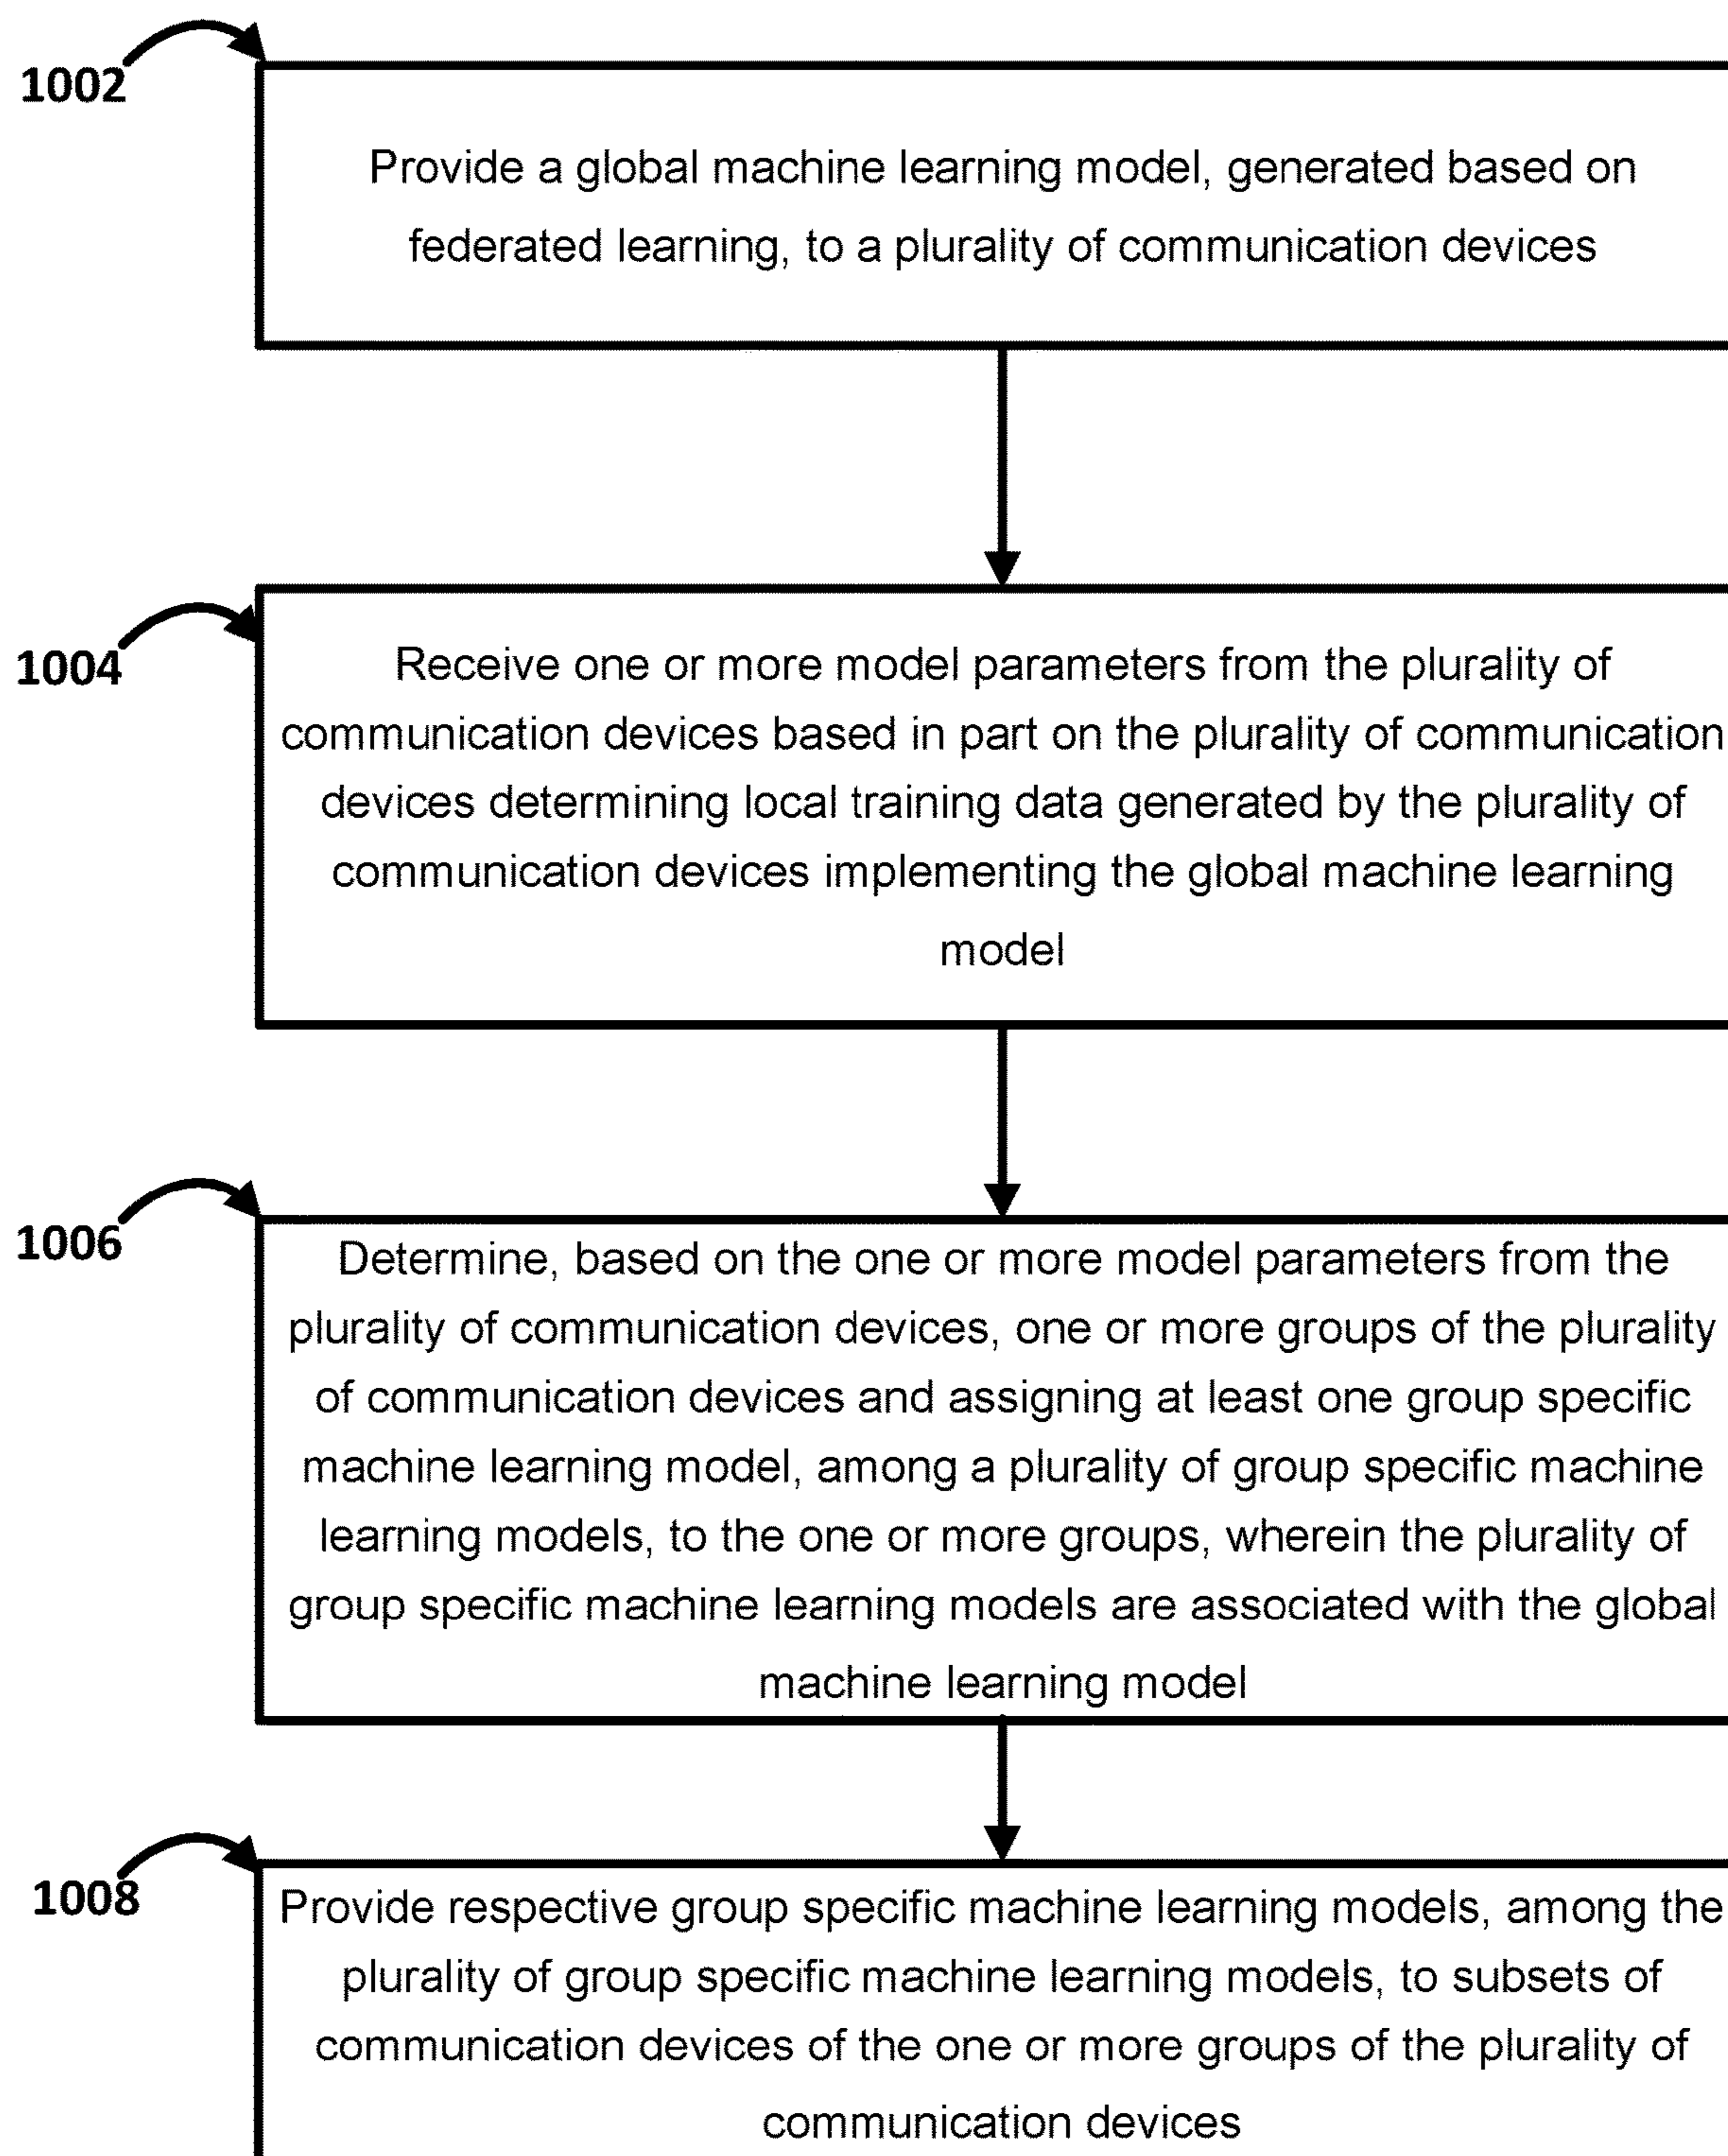 1002
Provide a global machine learning model, generated based on
federated learning, to a plurality of communication devices
1004
Receive one or more model parameters from the plurality of
communication devices based in part on the plurality of communication
devices determining local training data generated by the plurality of
communication devices implementing the global machine learning
model
1006
Determine, based on the one or more model parameters from the
plurality of communication devices, one or more groups of the plurality
of communication devices and assigning at least one group specific
machine learning model, among a plurality of group specific machine
learning models, to the one or more groups, wherein the plurality of
group specific machine learning models are associated with the global
machine learning model
1008
Provide respective group specific machine learning models, among the
plurality of group specific machine learning models, to subsets of
communication devices of the one or more groups of the plurality of
communication devices